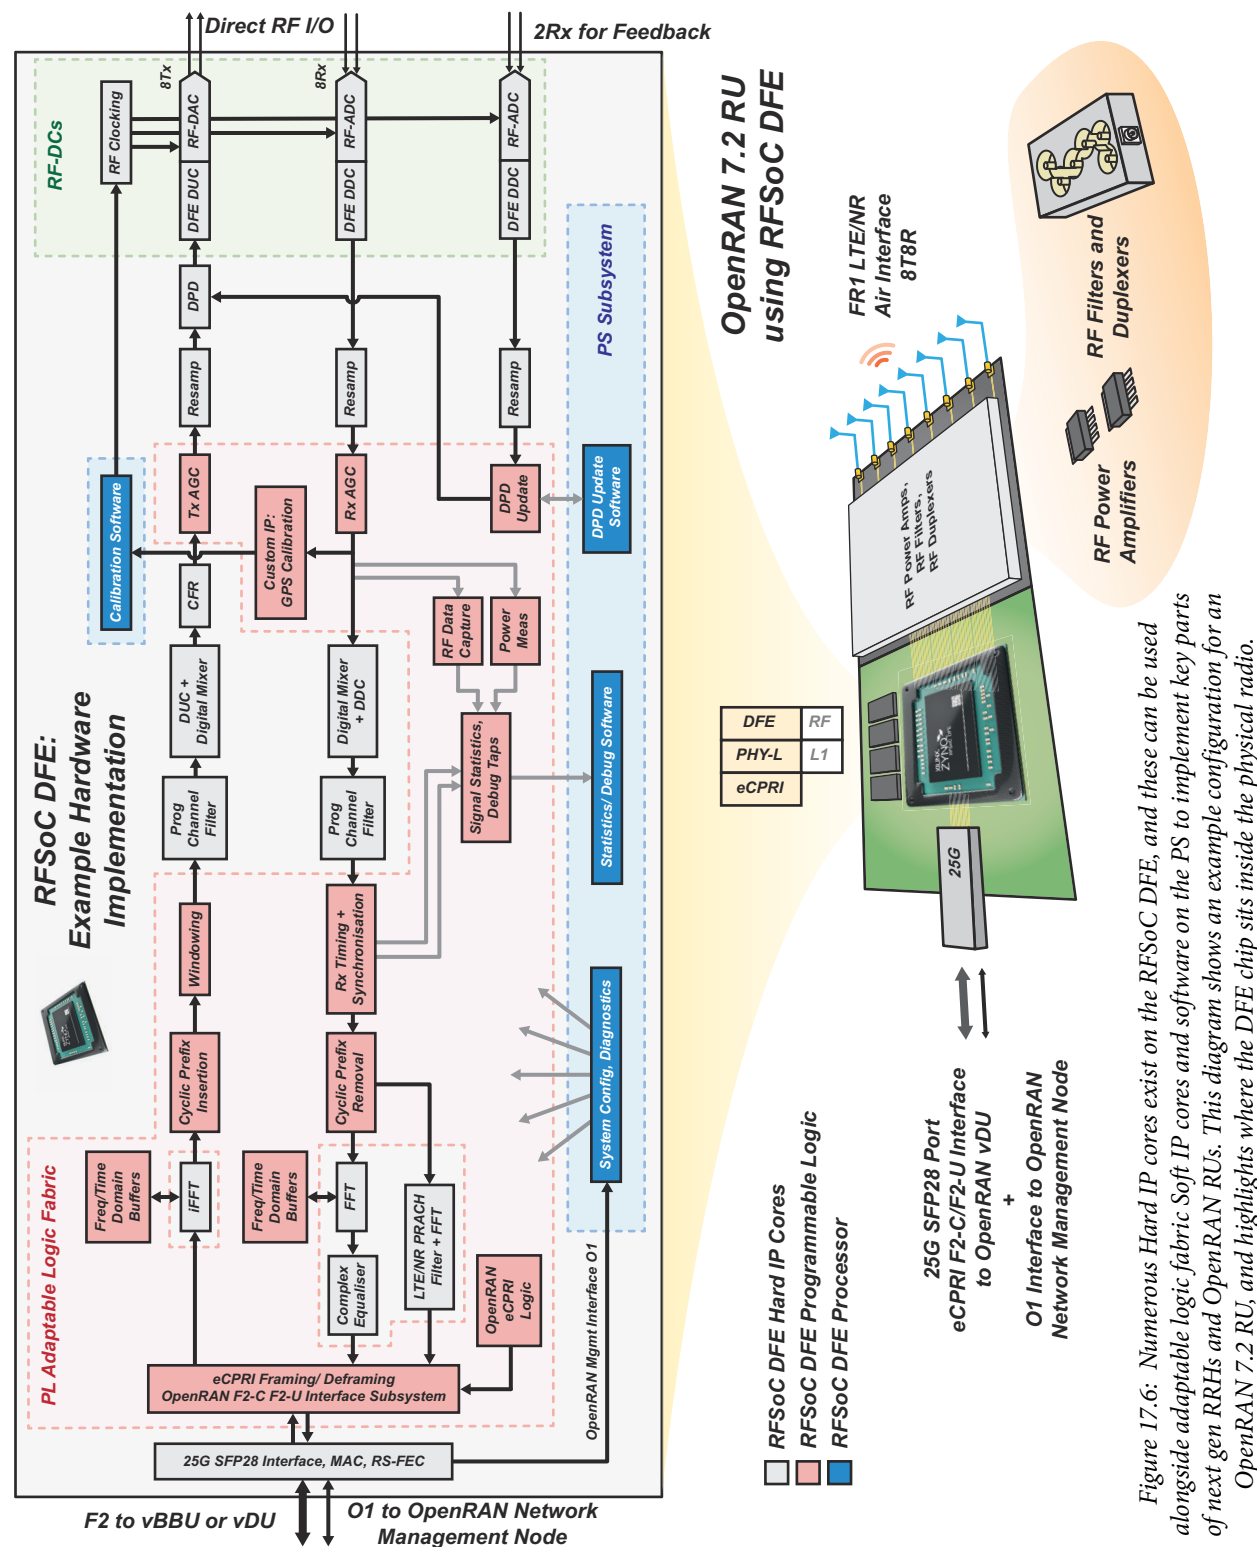 RFSoC DFE:
Example Hardware
Implementation
Direct RF I/O
2Rx for Feedback
8Tx
8Rx
RF-DCs
RF Clocking
DFE DUC
RF-DAC
DFE DDC
RF-ADC
DFE DDC
RF-ADC
Calibration Software
PL Adaptable Logic Fabric
Freq/Time
Domain
Buffers
iFFT
Cyclic Prefix
Insertion
Windowing
Prog
Channel
Filter
DUC +
Digital Mixer
CFR
Tx AGC
Resamp
DPD
Custom IP:
GPS Calibration
Freq/Time
Domain
Buffers
Complex
Equaliser
FFT
Cyclic Prefix
Removal
Rx Timing +
Synchronisation
Prog
Channel
Filter
Digital Mixer
+ DDC
Rx AGC
Resamp
LTE/NR PRACH
Filter + FFT
OpenRAN
eCPRI
Logic
RF Data
Capture
Power
Meas
Signal Statistics,
Debug Taps
DPD
Update
Resamp
eCPRI Framing/ Deframing
OpenRAN F2-C F2-U Interface Subsystem
25G SFP28 Interface, MAC, RS-FEC
OpenRAN Mgmt Interface O1
System Config, Diagnostics
Statistics/ Debug Software
DPD Update
Software
PS Subsystem
F2 to vBBU or vDU
O1 to OpenRAN Network
Management Node
OpenRAN 7.2 RU
using RFSoC DFE
DFE
RF
PHY-L
L1
eCPRI
FR1 LTE/NR
Air Interface
8T8R
RF Power Amps,
RF Filters,
RF Duplexers
XILINX
ZYNQ
25G
RF Power
Amplifiers
RF Filters and
Duplexers
25G SFP28 Port
eCPRI F2-C/F2-U Interface
to OpenRAN vDU
+
O1 Interface to OpenRAN
Network Management Node
RFSoC DFE Hard IP Cores
RFSoC DFE Programmable Logic
RFSoC DFE Processor
Figure 17.6: Numerous Hard IP cores exist on the RFSoC DFE, and these can be used
alongside adaptable logic fabric Soft IP cores and software on the PS to implement key parts
of next gen RRHs and OpenRAN RUs. This diagram shows an example configuration for an
OpenRAN 7.2 RU, and highlights where the DFE chip sits inside the physical radio.